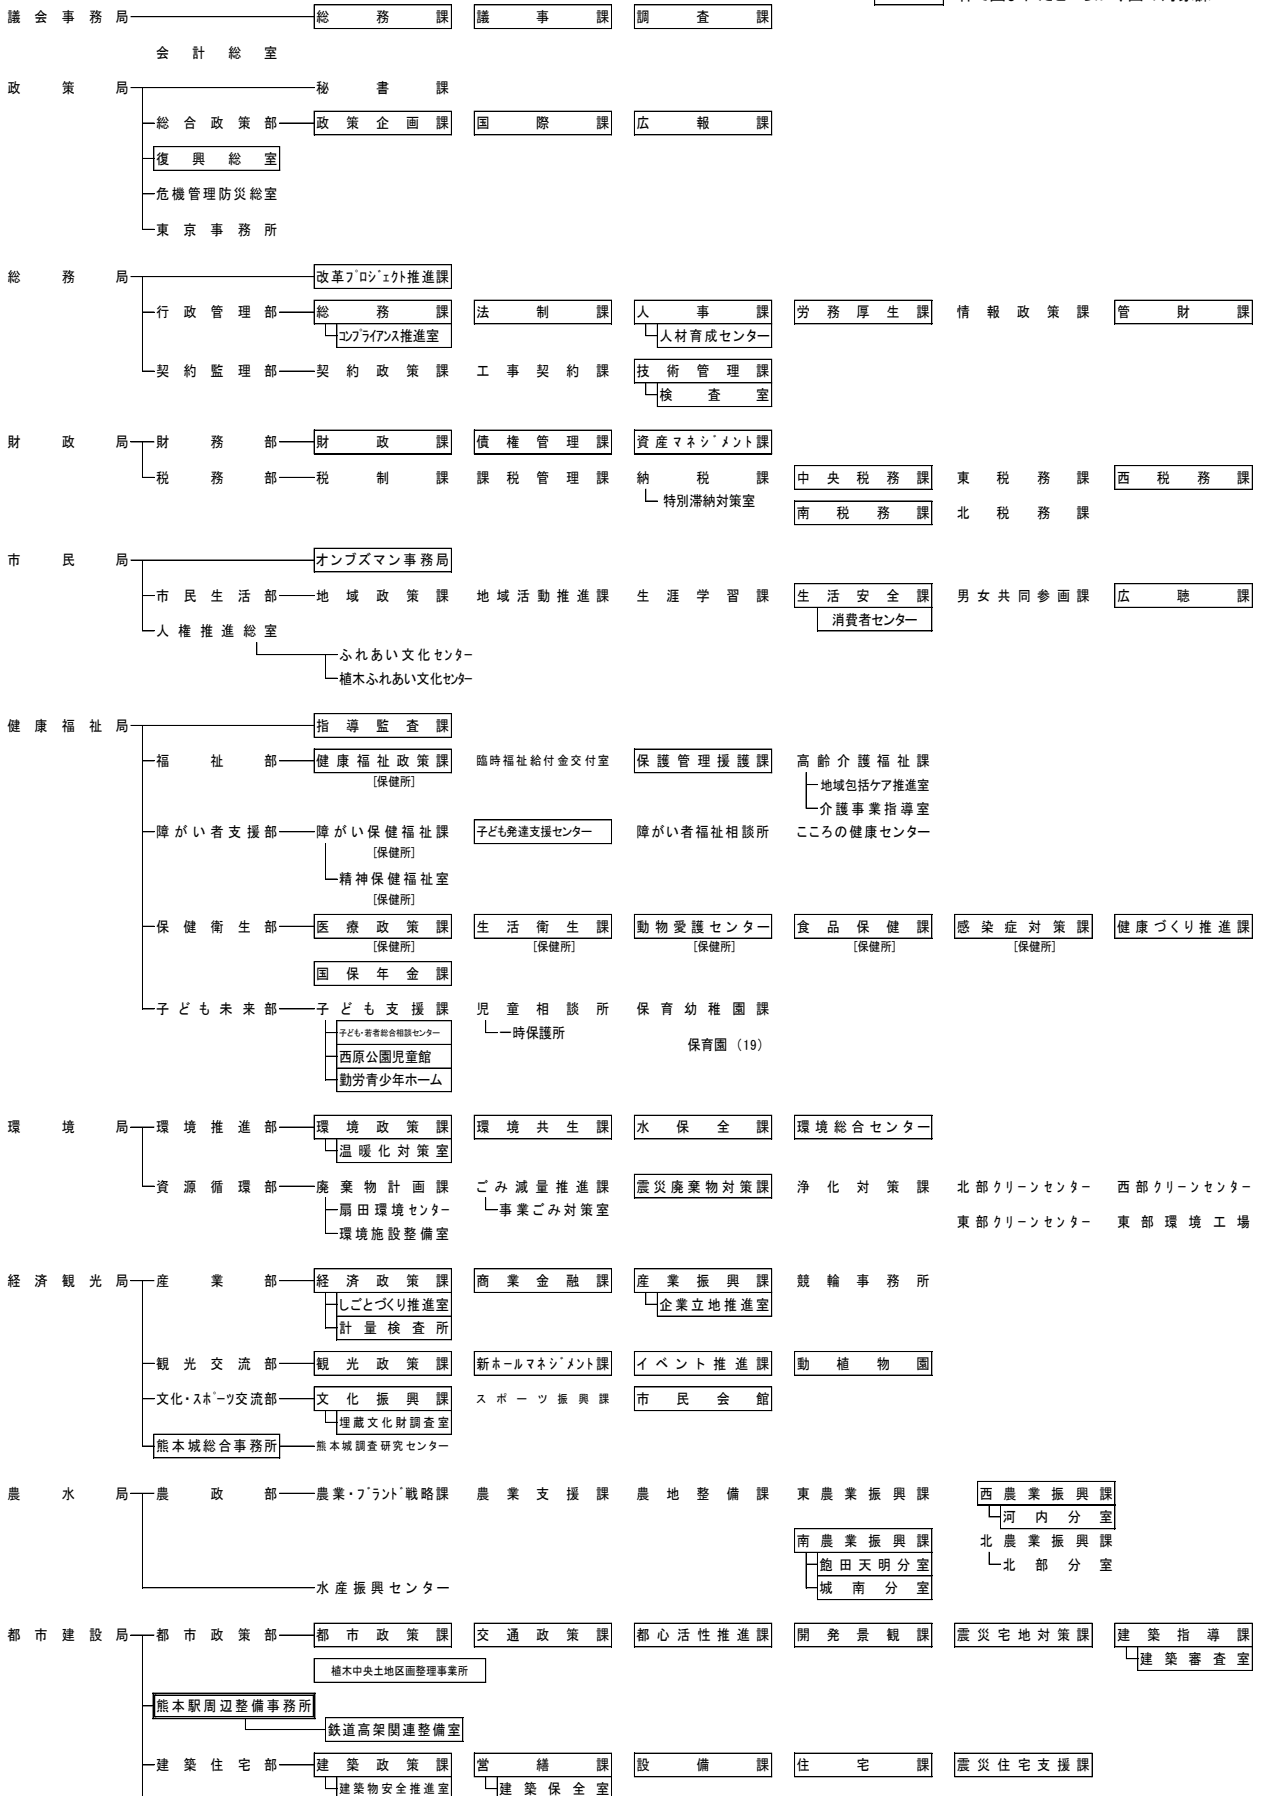 議会事務局 総務課 議事課 調査課
会計総室
政策局 秘書課
総合政策部 政策企画課 国際課 広報課
復興総室
危機管理防災総室
東京事務所
総務局 改革プロジェクト推進課
行政管理部 総務課 法制課 人事課 労務厚生課 情報政策課 管財課
コンプライアンス推進室 人材育成センター
契約監理部 契約政策課 工事契約課 技術管理課
検査室
財政局 財務部 財政課 債権管理課 資産マネジメント課
税務部 税制課 課税管理課 納税課 中央税務課 東税務課 西税務課
特別滞納対策室 南税務課 北税務課
市民局 オンブズマン事務局
市民生活部 地域政策課 地域活動推進課 生涯学習課 生活安全課 男女共同参画課 広聴課
消費者センター
人権推進総室
ふれあい文化センター
植木ふれあい文化センター
健康福祉局 指導監査課
福祉部 健康福祉政策課 臨時福祉給付金交付室 保護管理援護課 高齢介護福祉課
[保健所] 地域包括ケア推進室
介護事業指導室
障がい者支援部 障がい保健福祉課 子ども発達支援センター 障がい者福祉相談所 こころの健康センター
[保健所]
精神保健福祉室
[保健所]
保健衛生部 医療政策課 生活衛生課 動物愛護センター 食品保健課 感染症対策課 健康づくり推進課
[保健所] [保健所] [保健所] [保健所] [保健所]
国保年金課
子ども未来部 子ども支援課 児童相談所 保育幼稚園課
子ども・若者総合相談センター 一時保護所
保育園（19）
西原公園児童館
勤労青少年ホーム
環境局 環境推進部 環境政策課 環境共生課 水保全課 環境総合センター
温暖化対策室
資源循環部 廃棄物計画課 ごみ減量推進課 震災廃棄物対策課 浄化対策課 北部クリーンセンター 西部クリーンセンター
扇田環境センター 事業ごみ対策室
東部クリーンセンター 東部環境工場
環境施設整備室
経済観光局 産業部 経済政策課 商業金融課 産業振興課 競輪事務所
しごとづくり推進室 企業立地推進室
計量検査所
観光交流部 観光政策課 新ホールマネジメント課 イベント推進課 動植物園
文化・スポーツ交流部 文化振興課 スポーツ振興課 市民会館
埋蔵文化財調査室
熊本城総合事務所 熊本城調査研究センター
農水局 農政部 農業・ブランド戦略課 農業支援課 農地整備課 東農業振興課 西農業振興課
河内分室
南農業振興課 北農業振興課
飽田天明分室 北部分室
水産振興センター 城南分室
都市建設局 都市政策部 都市政策課 交通政策課 都心活性推進課 開発景観課 震災宅地対策課 建築指導課
建築審査室
植木中央土地区画整理事業所
熊本駅周辺整備事務所
鉄道高架関連整備室
建築住宅部 建築政策課 営繕課 設備課 住宅課 震災住宅支援課
建築物安全推進室 建築保全室